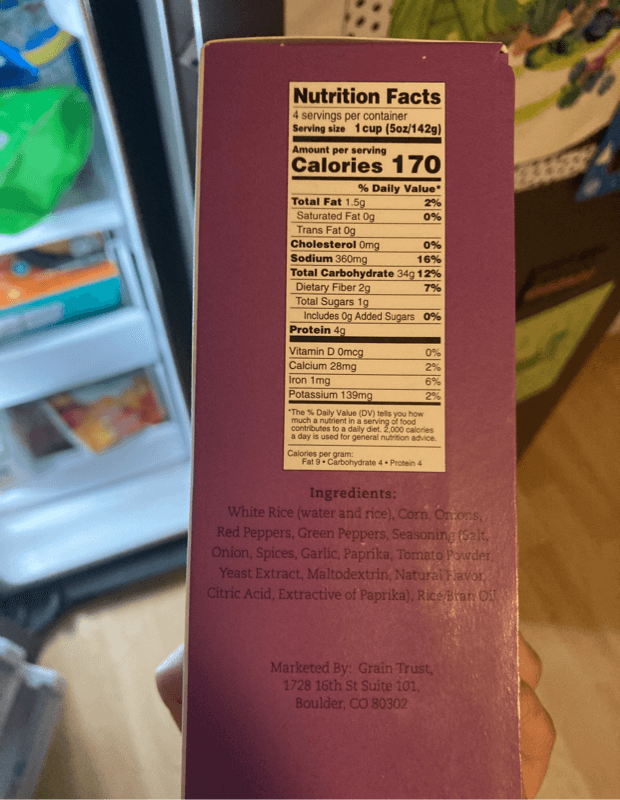 Nutrition Facts
4 servings per container
Serving size 1 cup (5oz/142g)
Amount per serving
Calories 170
% Daily Value*
Total Fat 1.5g 2%
Saturated Fat 0g 0%
Trans Fat 0g
Cholesterol 0mg 0%
Sodium 360mg 16%
Total Carbohydrate 34g 12%
Dietary Fiber 2g 7%
Total Sugars 1g
Includes 0g Added Sugars 0%
Protein 4g
Vitamin D 0mcg 0%
Calcium 28mg 2%
Iron 1mg 6%
Potassium 139mg 2%
*The % Daily Value (DV) tells you how
much a nutrient in a serving of food
contributes to a daily diet. 2,000 calories
a day is used for general nutrition advice.
Calories per gram:
Fat 9 • Carbohydrate 4 • Protein 4
Ingredients:
White Rice (water and rice), Corn, Onions,
Red Peppers, Green Peppers, Seasoning (Salt,
Onion, Spices, Garlic, Paprika, Tomato Powder,
Yeast Extract, Maltodextrin, Natural Flavor,
Citric Acid, Extractive of Paprika), Rice Bran Oil
Marketed By: Grain Trust,
1728 16th St Suite 101,
Boulder, CO 80302